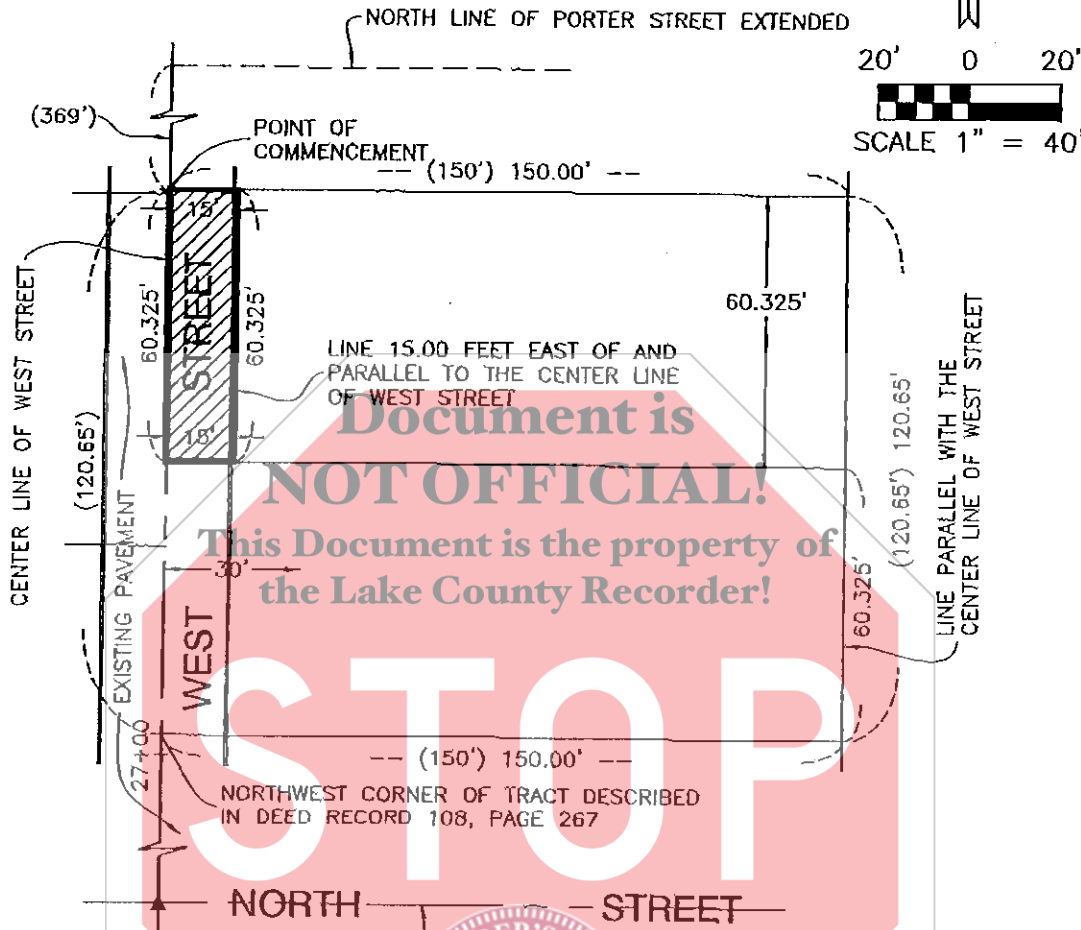 NORTH LINE OF PORTER STREET EXTENDED
20' 0 20'
SCALE 1" = 40'
(369')
POINT OF
COMMENCEMENT
-- (150') 150.00' --
15'
STREET
60.325'
60.325'
60.325'
CENTER LINE OF WEST STREET
LINE 15.00 FEET EAST OF AND
PARALLEL TO THE CENTER LINE
OF WEST STREET
15'
(120.65')
EXISTING PAVEMENT
Document is
NOT OFFICIAL!
This Document is the property of
the Lake County Recorder!
30'
WEST
60.325'
(120.65') 120.65'
LINE PARALLEL WITH THE
CENTER LINE OF WEST STREET
STOP
27+00
-- (150') 150.00' --
NORTHWEST CORNER OF TRACT DESCRIBED
IN DEED RECORD 108, PAGE 267
NORTH STREET